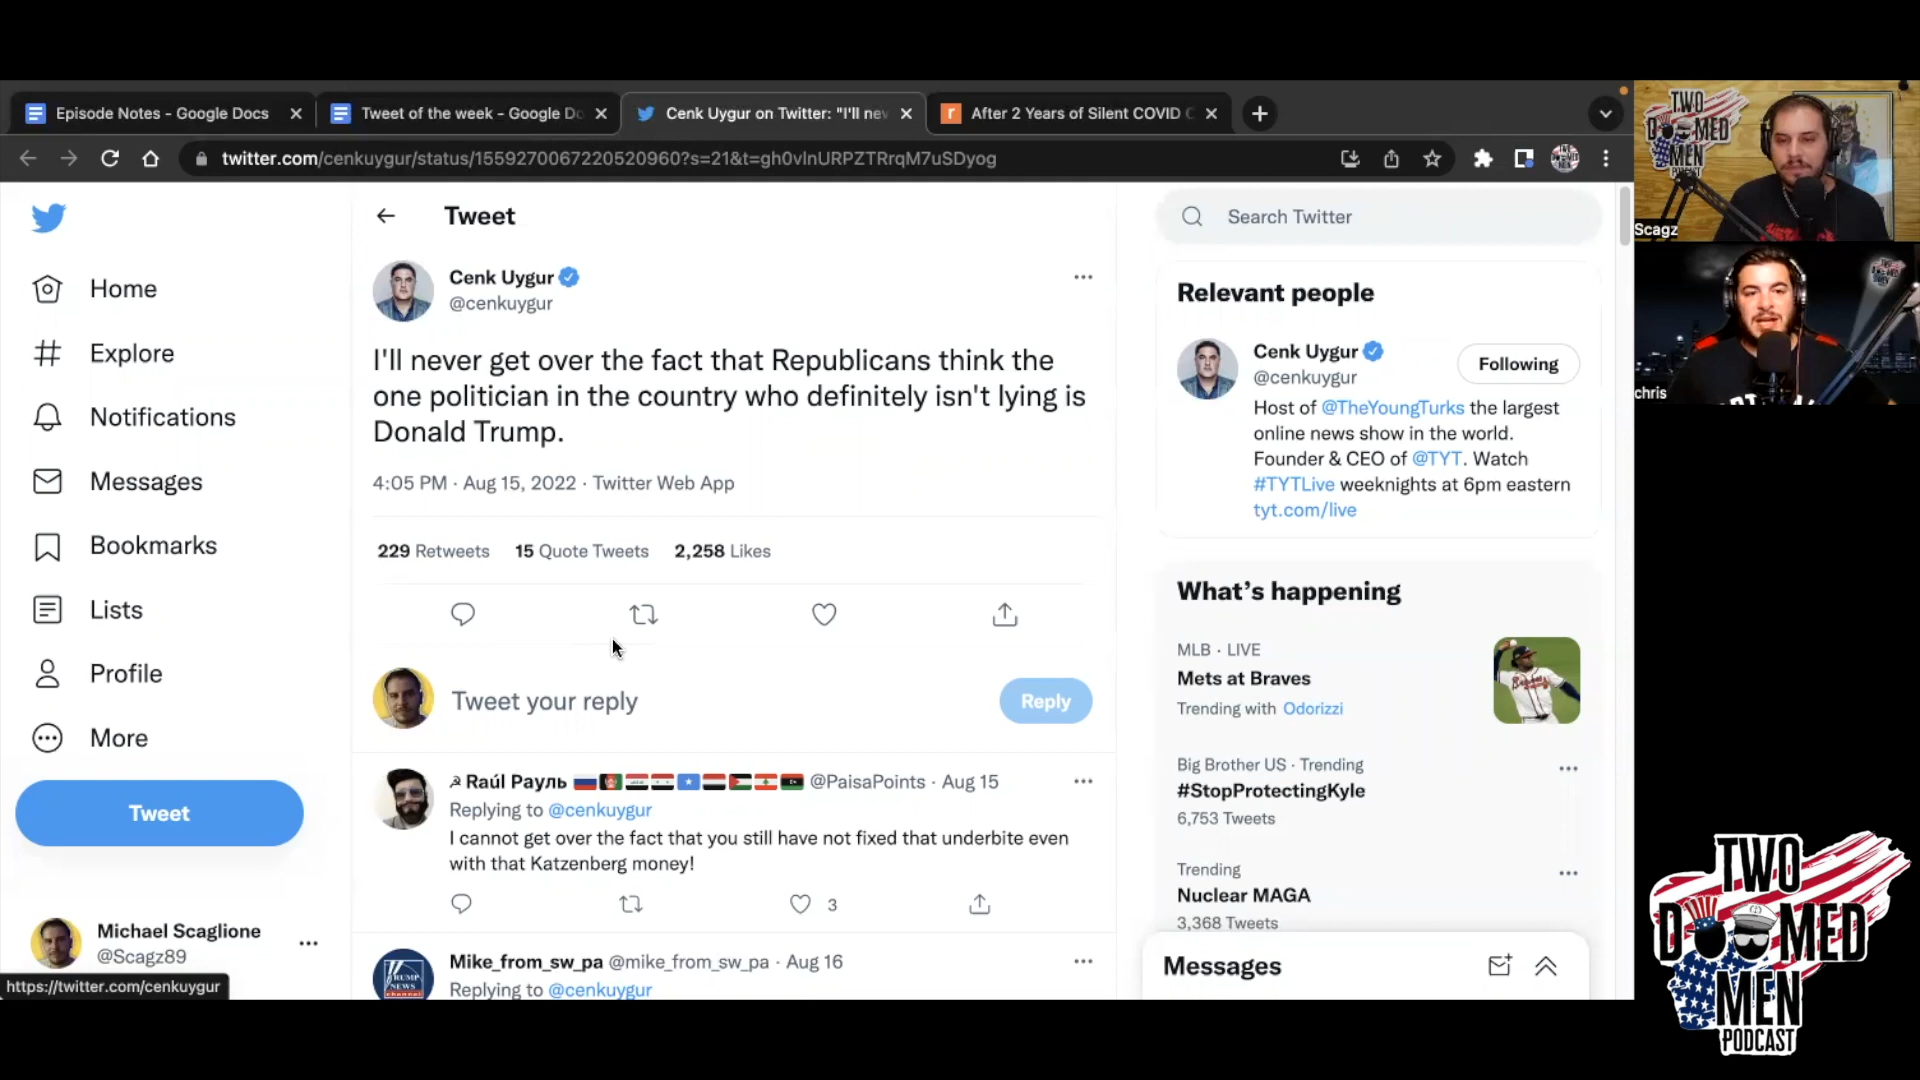 Episode Notes - Google Docs
Tweet of the week - Google Do
Cenk Uygur on Twitter: "I'll nev
After 2 Years of Silent COVID C
twitter.com/cenkuygur/status/1559270067220520960?s=21&t=gh0vlnURPZTRrqM7uSDyog
Home
Explore
Notifications
Messages
Bookmarks
Lists
Profile
More
Tweet
Michael Scaglione
@Scagz89
https://twitter.com/cenkuygur
Tweet
Cenk Uygur
@cenkuygur
I'll never get over the fact that Republicans think the
one politician in the country who definitely isn't lying is
Donald Trump.
4:05 PM · Aug 15, 2022 · Twitter Web App
229 Retweets 15 Quote Tweets 2,258 Likes
Tweet your reply
Reply
☭ Raúl Рауль @PaisaPoints · Aug 15
Replying to @cenkuygur
I cannot get over the fact that you still have not fixed that underbite even
with that Katzenberg money!
3
Mike_from_sw_pa @mike_from_sw_pa · Aug 16
Replying to @cenkuygur
TRUMP
NEWS
channel
Search Twitter
Relevant people
Cenk Uygur
@cenkuygur
Following
Host of @TheYoungTurks the largest
online news show in the world.
Founder & CEO of @TYT. Watch
#TYTLive weeknights at 6pm eastern
tyt.com/live
What's happening
MLB · LIVE
Mets at Braves
Trending with Odorizzi
Braves
Big Brother US · Trending
#StopProtectingKyle
6,753 Tweets
Trending
Nuclear MAGA
3,368 Tweets
Messages
TWO
DOOMED
MEN
PODCAST
Scagz
chris
TWO
DOOMED
MEN
PODCAST